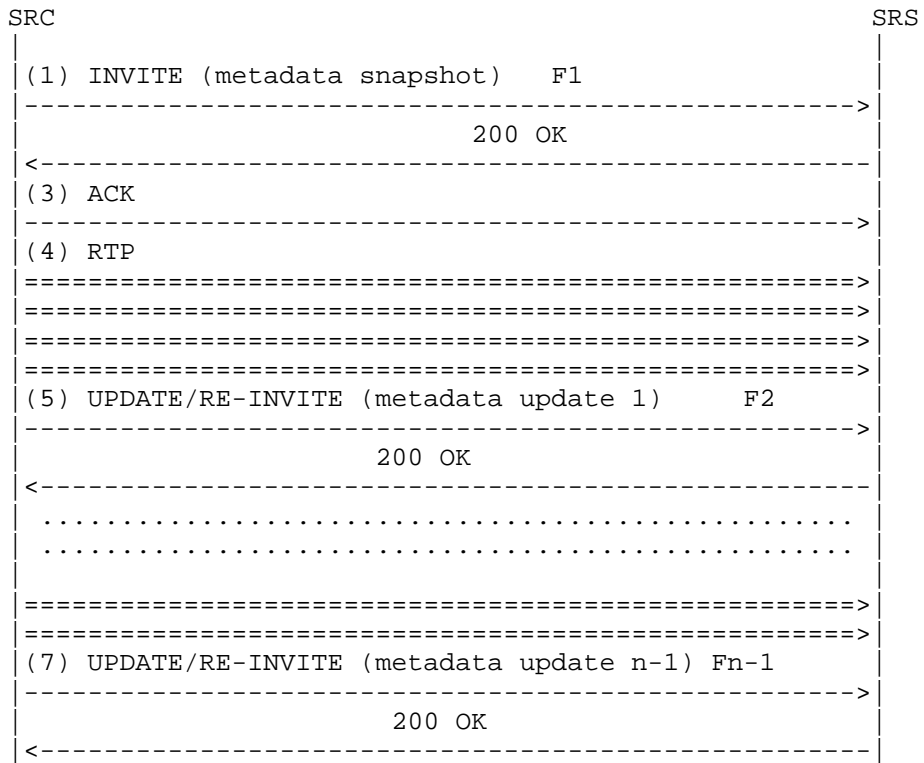 SRC                                                   SRS
|                                                      |
|(1) INVITE (metadata snapshot)   F1                   |
|---------------------------------------------------->|
|                            200 OK                    |
|<----------------------------------------------------|
|(3) ACK                                               |
|---------------------------------------------------->|
|(4) RTP                                               |
|====================================================>|
|====================================================>|
|====================================================>|
|====================================================>|
|(5) UPDATE/RE-INVITE (metadata update 1)     F2       |
|---------------------------------------------------->|
|                      200 OK                          |
|<----------------------------------------------------|
| ................................................... |
| ................................................... |
|                                                      |
|====================================================>|
|====================================================>|
|(7) UPDATE/RE-INVITE (metadata update n-1) Fn-1       |
|---------------------------------------------------->|
|                       200 OK                         |
|<----------------------------------------------------|